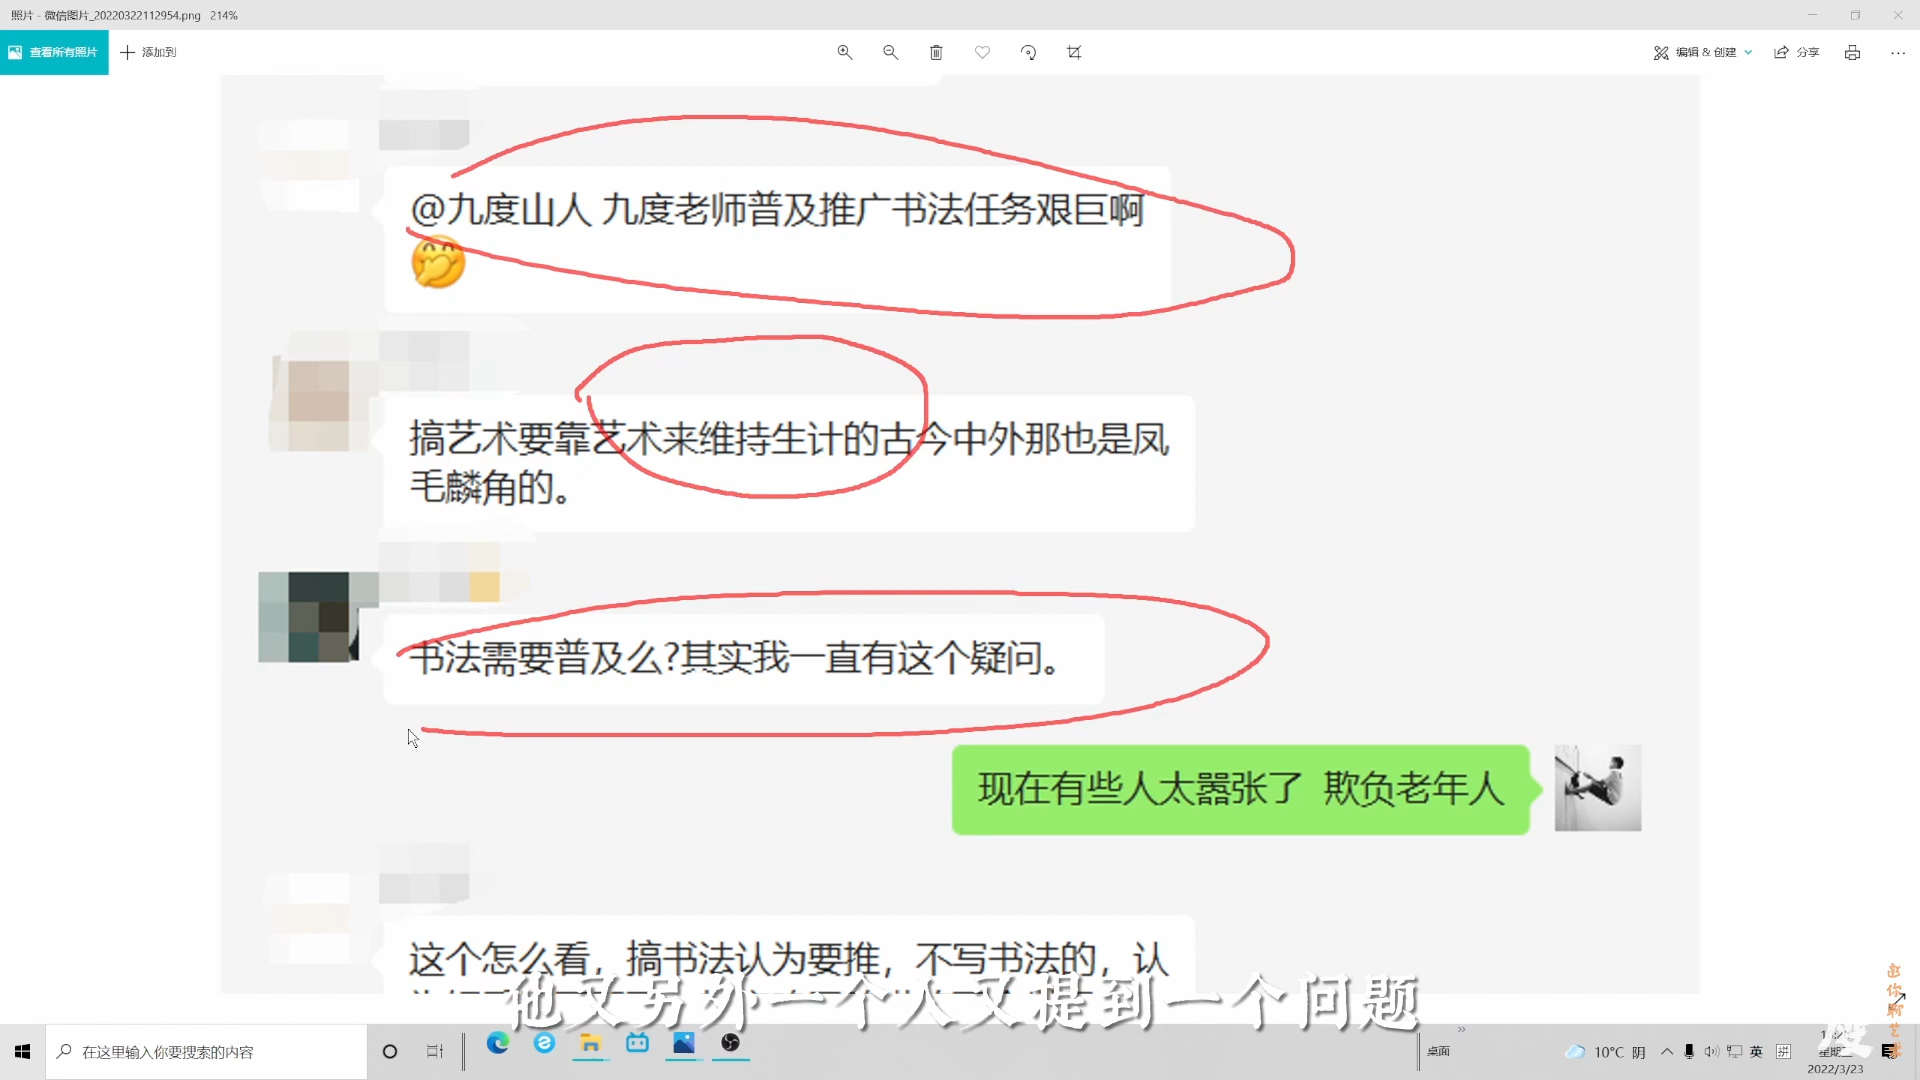 照片 - 微信图片_20220322112954.png 214%
查看所有照片
添加到
编辑 & 创建
分享
@九度山人 九度老师普及推广书法任务艰巨啊
搞艺术要靠艺术来维持生计的古今中外那也是凤
毛麟角的。
书法需要普及么?其实我一直有这个疑问。
现在有些人太嚣张了 欺负老年人
这个怎么看，搞书法认为要推，不写书法的，认
他又另外一个人又提到一个问题
邀你聊艺术
在这里输入你要搜索的内容
桌面
10°C 阴
英
拼
2022/3/23